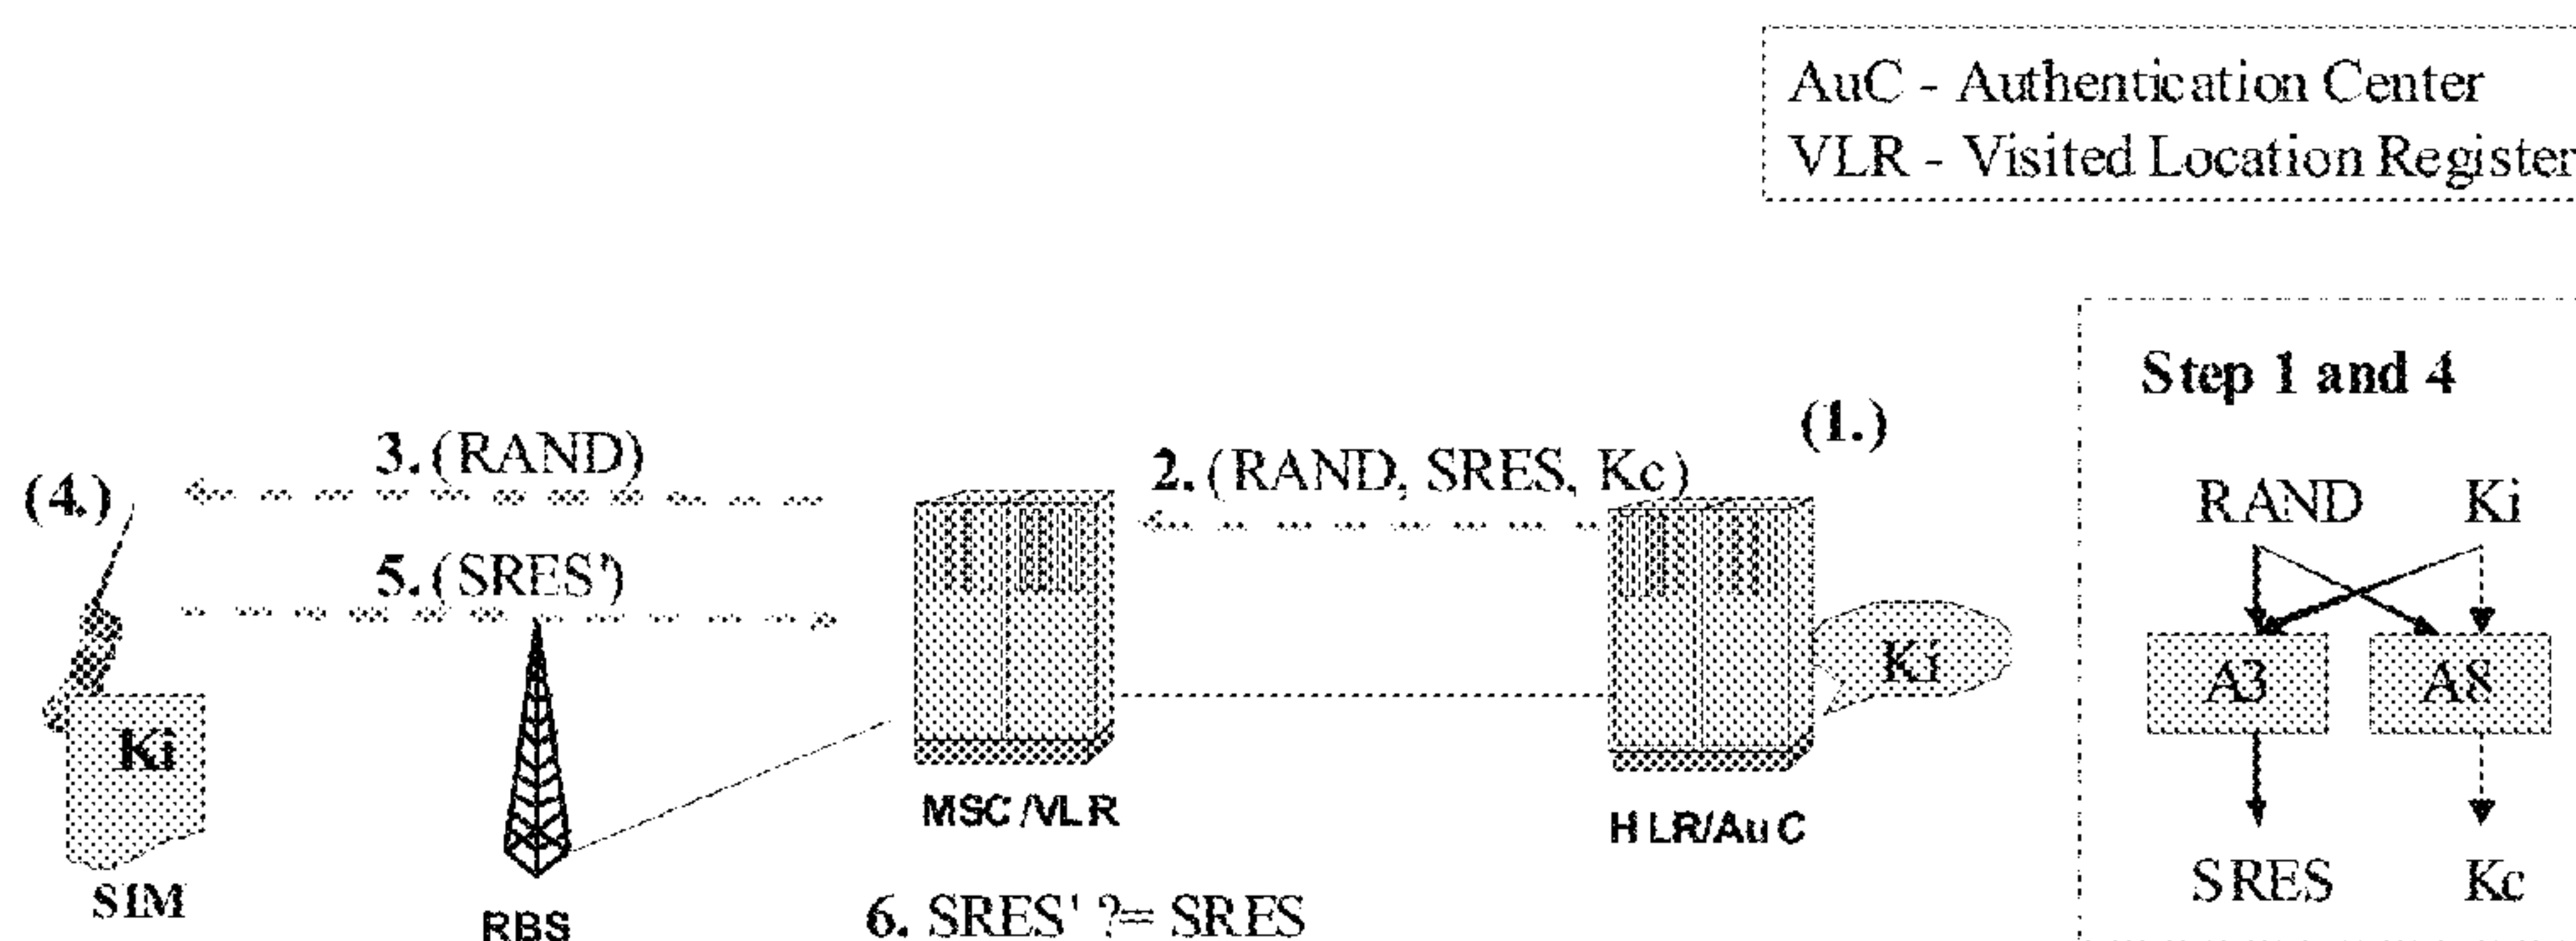 AuC - Authentication Center
VLR - Visited Location Register
Step 1 and 4
(1.)
3. (RAND)
2. (RAND, SRES, Kc)
(4.)
RAND Ki
5. (SRES')
Ki
A3 A8
Ki
MSC/VLR
HLR/AuC
SRES Kc
SIM
RBS
6. SRES' ?= SRES